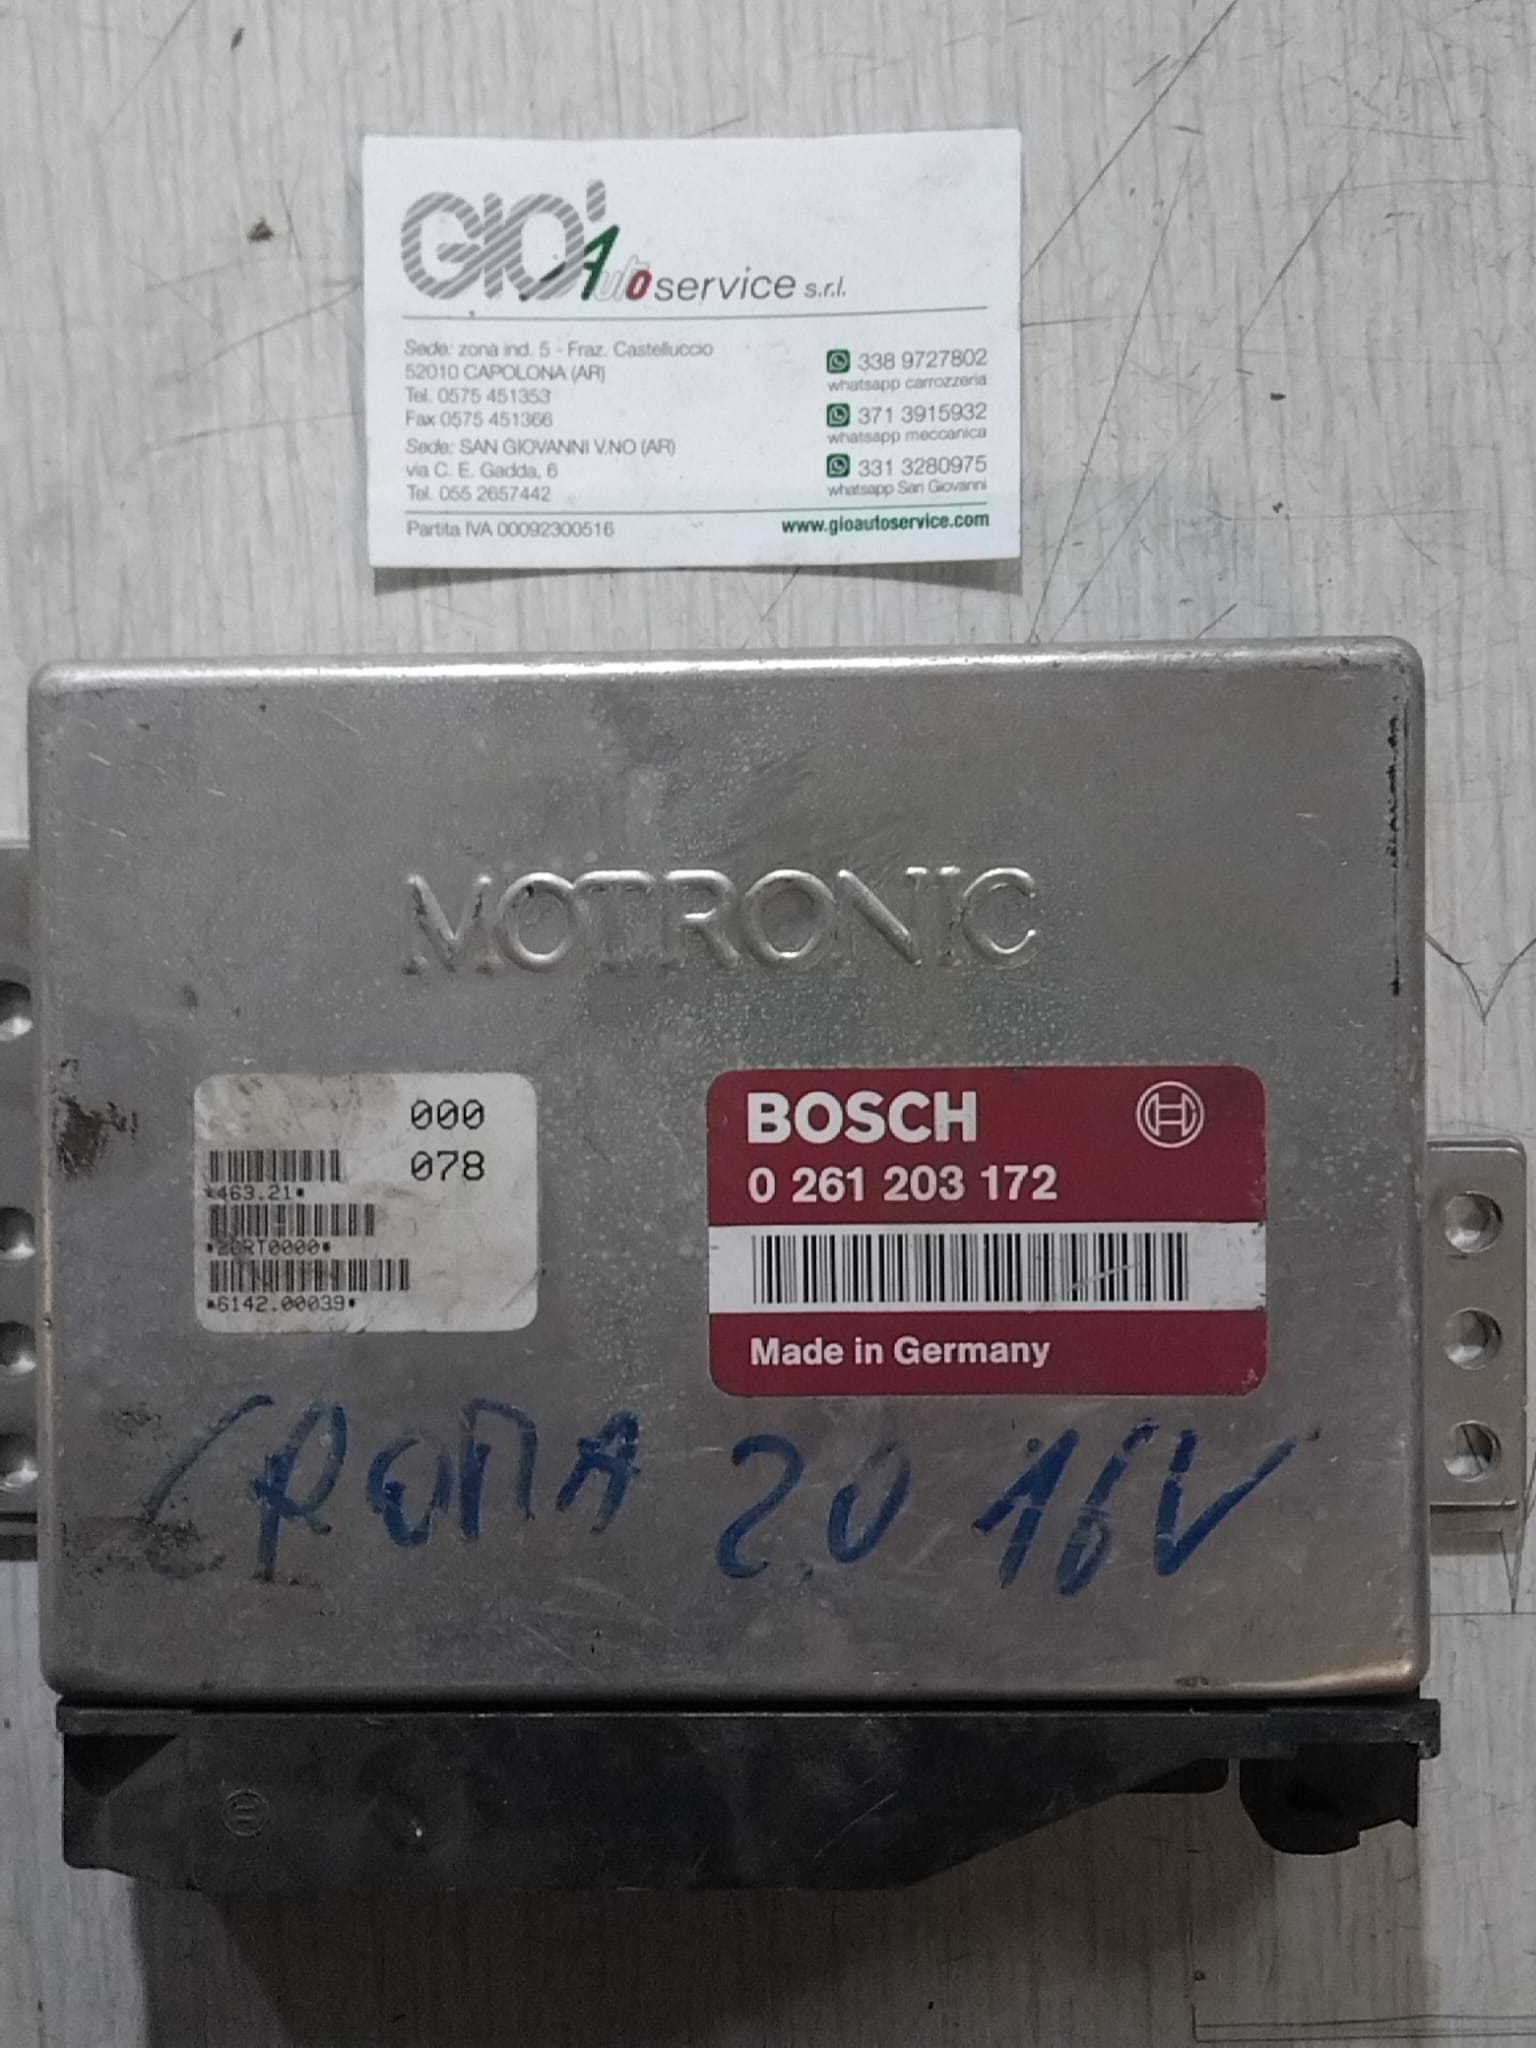 GIO' Autoservice s.r.l.
Sede: zona ind. 5 - Fraz. Castelluccio
52010 CAPOLONA (AR)
Tel. 0575 451353
Fax 0575 451366
Sede: SAN GIOVANNI V.NO (AR)
via C. E. Gadda, 6
Tel. 055 2657442
Partita IVA 00092300516
338 9727802
whatsapp carrozzeria
371 3915932
whatsapp meccanica
331 3280975
whatsapp San Giovanni
www.gioautoservice.com
MOTRONIC
000
078
*463.21*
*26RT0000*
*6142.00039*
BOSCH
0 261 203 172
Made in Germany
CROMA 2.0 16V